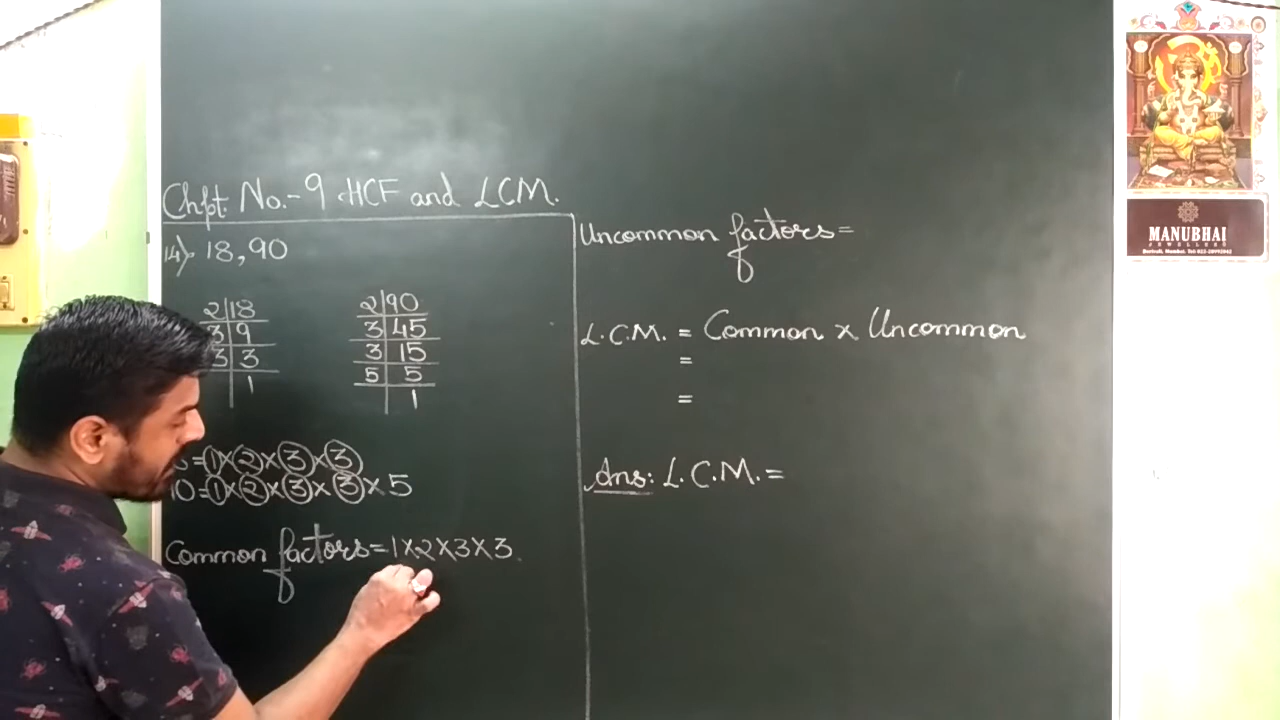 Chpt. No.- 9 HCF and LCM.
14) 18, 90
2 18
3 9
3 3
1
2 90
3 45
3 15
5 5
1
=1×2×3×3
90=1×2×3×3×5
Common factors=1×2×3×3.
Uncommon factors=
L.C.M. = Common × Uncommon
=
=
Ans: L.C.M.=
MANUBHAI
JEWELLERS